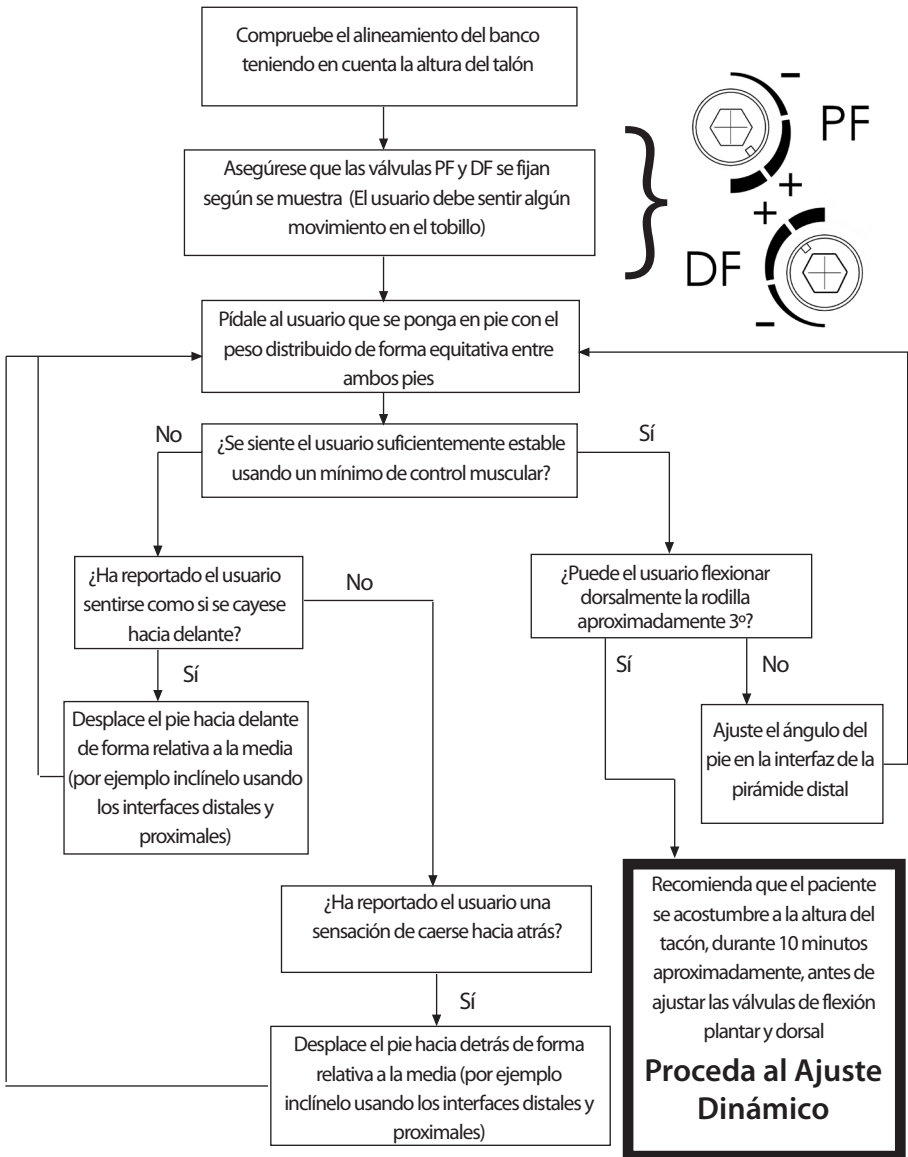 Compruebe el alineamiento del banco
teniendo en cuenta la altura del talón
Asegúrese que las válvulas PF y DF se fijan
según se muestra (El usuario debe sentir algún
movimiento en el tobillo)
-
PF
+
+
DF
-
Pídale al usuario que se ponga en pie con el
peso distribuido de forma equitativa entre
ambos pies
No
¿Se siente el usuario suficientemente estable
usando un mínimo de control muscular?
Sí
¿Ha reportado el usuario
sentirse como si se cayese
hacia delante?
No
¿Puede el usuario flexionar
dorsalmente la rodilla
aproximadamente 3º?
Sí
Sí
No
Desplace el pie hacia delante
de forma relativa a la media
(por ejemplo inclínelo usando
los interfaces distales y
proximales)
Ajuste el ángulo del
pie en la interfaz de la
pirámide distal
¿Ha reportado el usuario una
sensación de caerse hacia atrás?
Sí
Desplace el pie hacia detrás de forma
relativa a la media (por ejemplo
inclínelo usando los interfaces distales y
proximales)
Recomienda que el paciente
se acostumbre a la altura del
tacón, durante 10 minutos
aproximadamente, antes de
ajustar las válvulas de flexión
plantar y dorsal
Proceda al Ajuste
Dinámico